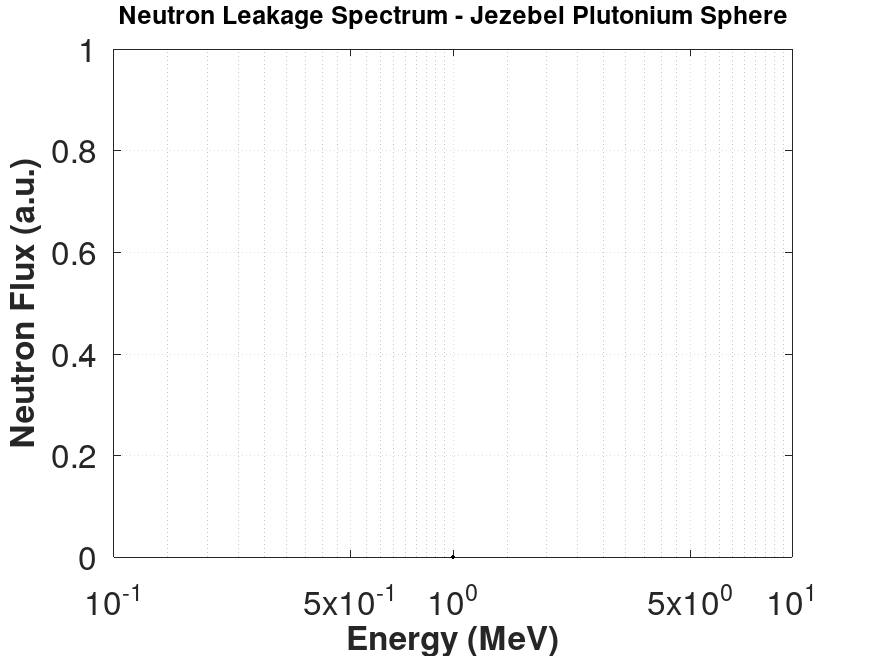 Neutron Leakage Spectrum - Jezebel Plutonium Sphere
Neutron Flux (a.u.)
1
0.8
0.6
0.4
0.2
0
10^-1 5x10^-1 10^0 5x10^0 10^1
Energy (MeV)